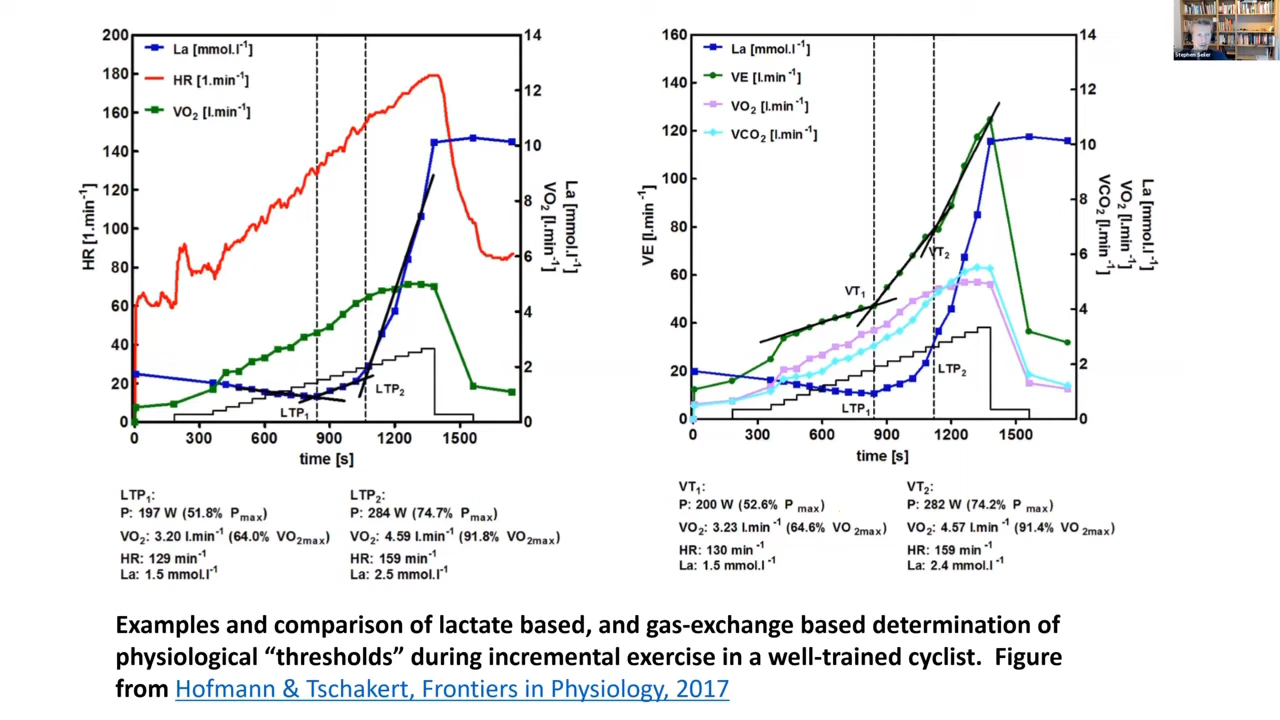 La [mmol.l⁻¹]
HR [1.min⁻¹]
VO₂ [l.min⁻¹]
200
180
160
140
120
100
80
60
40
20
0
HR [1.min⁻¹]
14
12
10
8
6
4
2
0
La [mmol.l⁻¹]
VO₂ [l.min⁻¹]
LTP₁
LTP₂
0 300 600 900 1200 1500
time [s]
LTP₁:
P: 197 W (51.8% Pmax)
VO₂: 3.20 l.min⁻¹ (64.0% VO₂max)
HR: 129 min⁻¹
La: 1.5 mmol.l⁻¹
LTP₂:
P: 284 W (74.7% Pmax)
VO₂: 4.59 l.min⁻¹ (91.8% VO₂max)
HR: 159 min⁻¹
La: 2.5 mmol.l⁻¹
La [mmol.l⁻¹]
VE [l.min⁻¹]
VO₂ [l.min⁻¹]
VCO₂ [l.min⁻¹]
160
140
120
100
80
60
40
20
0
VE [l.min⁻¹]
14
12
10
8
6
4
2
0
La [mmol.l⁻¹]
VO₂ [l.min⁻¹]
VCO₂ [l.min⁻¹]
VT₁
VT₂
LTP₁
LTP₂
0 300 600 900 1200 1500
time [s]
VT₁:
P: 200 W (52.6% Pmax)
VO₂: 3.23 l.min⁻¹ (64.6% VO₂max)
HR: 130 min⁻¹
La: 1.5 mmol.l⁻¹
VT₂:
P: 282 W (74.2% Pmax)
VO₂: 4.57 l.min⁻¹ (91.4% VO₂max)
HR: 159 min⁻¹
La: 2.4 mmol.l⁻¹
Stephen Seiler
Examples and comparison of lactate based, and gas-exchange based determination of
physiological “thresholds” during incremental exercise in a well-trained cyclist. Figure
from Hofmann & Tschakert, Frontiers in Physiology, 2017